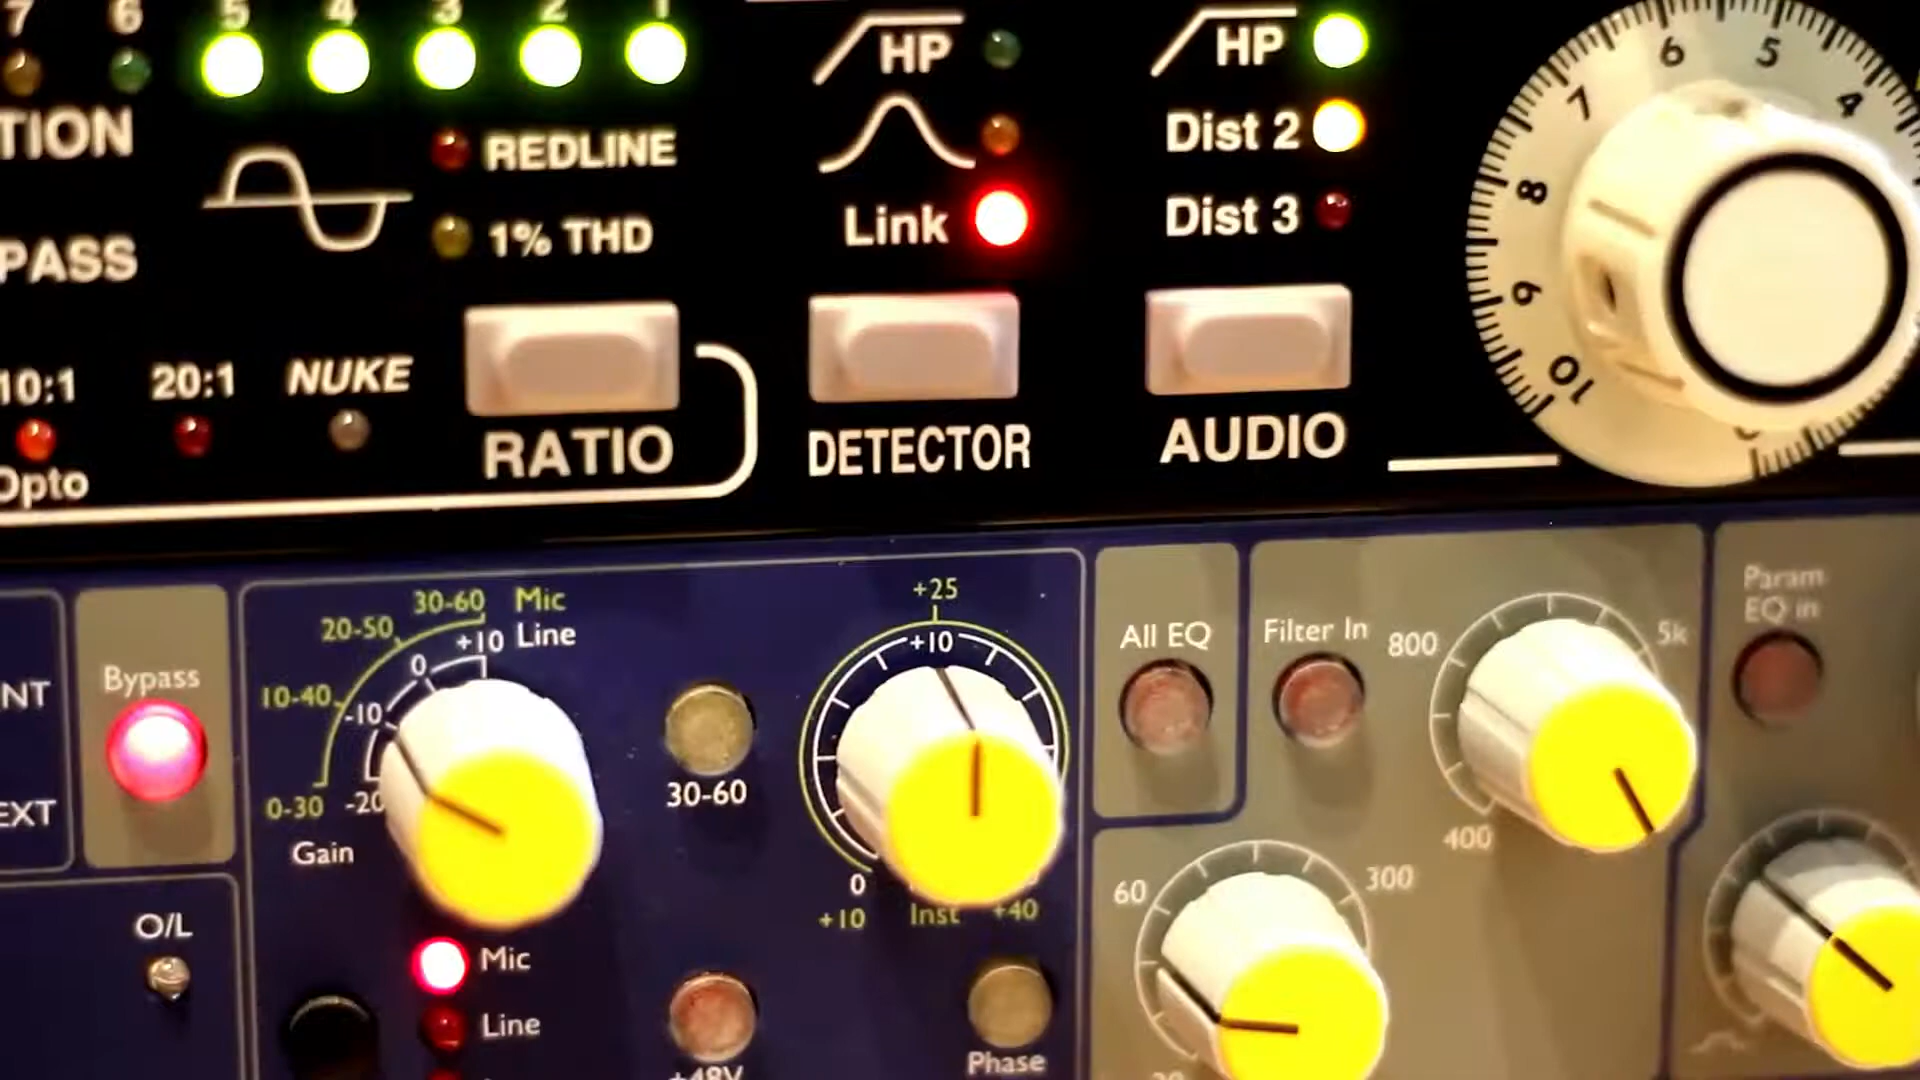 7 6 5 4 3 2 1
HP
HP
TION
REDLINE
Dist 2
1% THD
Link
Dist 3
PASS
10:1
20:1
NUKE
Opto
RATIO
DETECTOR
AUDIO
4
5
6
7
8
9
10
Bypass
30-60
Mic
20-50
+10
Line
0
10-40
-10
0-30
-20
Gain
NT
EXT
O/L
Mic
Line
30-60
+48V
+25
+10
0
+10
Inst
+40
Phase
All EQ
Filter In
800
5k
400
60
300
Param
EQ in